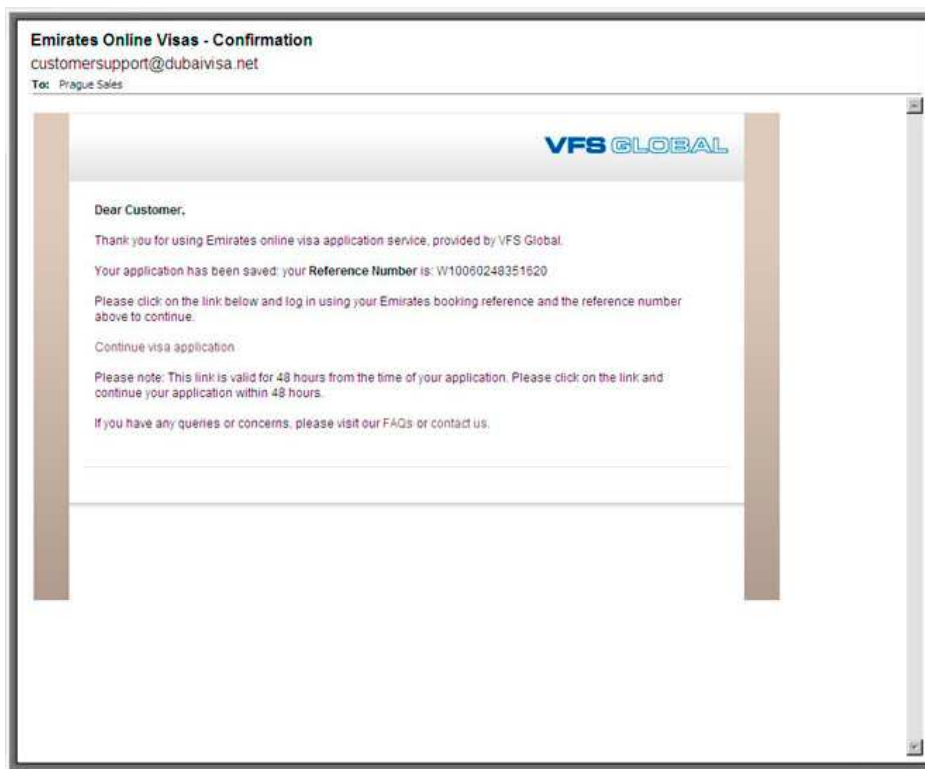 Emirates Online Visas - Confirmation
customersupport@dubaivisa.net
To: Prague Sales
VFS GLOBAL
Dear Customer,
Thank you for using Emirates online visa application service, provided by VFS Global.
Your application has been saved: your Reference Number is: W10060248351620
Please click on the link below and log in using your Emirates booking reference and the reference number
above to continue.
Continue visa application
Please note: This link is valid for 48 hours from the time of your application. Please click on the link and
continue your application within 48 hours.
If you have any queries or concerns, please visit our FAQs or contact us.